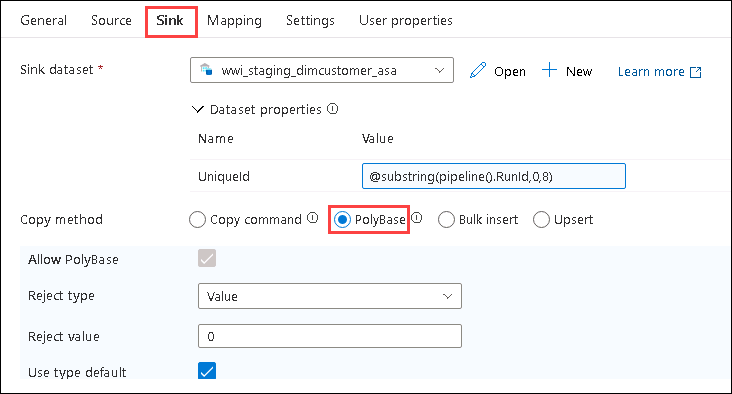 General Source Sink Mapping Settings User properties
Sink dataset * wwi_staging_dimcustomer_asa Open New Learn more
Dataset properties
Name Value
UniqueId @substring(pipeline().RunId,0,8)
Copy method Copy command PolyBase Bulk insert Upsert
Allow PolyBase
Reject type Value
Reject value 0
Use type default